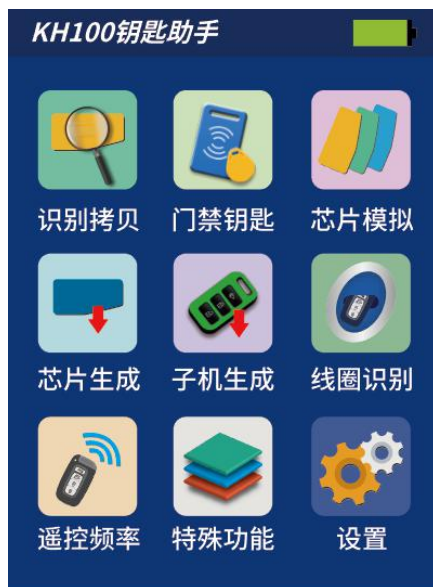 KH100钥匙助手
识别拷贝 门禁钥匙 芯片模拟
芯片生成 子机生成 线圈识别
遥控频率 特殊功能 设置